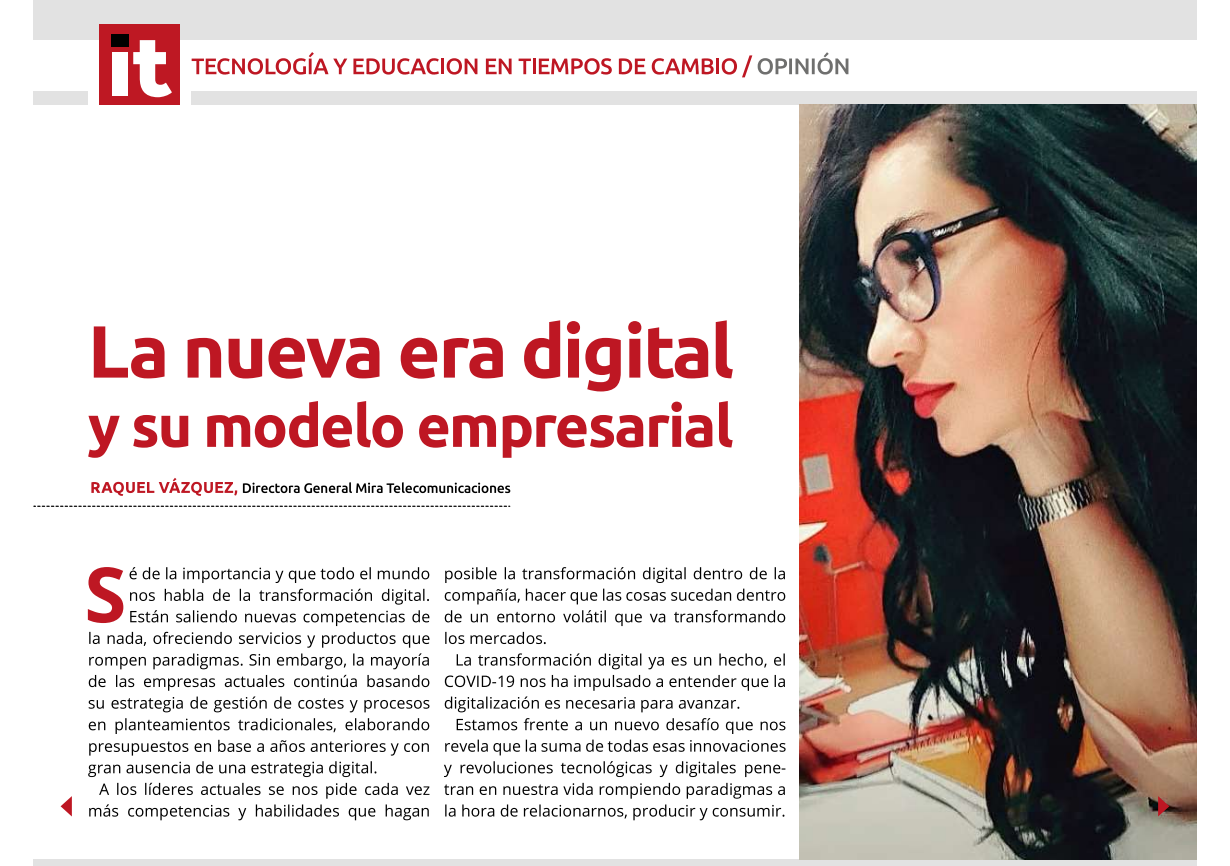 it
TECNOLOGÍA Y EDUCACION EN TIEMPOS DE CAMBIO / OPINIÓN
La nueva era digital
y su modelo empresarial
RAQUEL VÁZQUEZ, Directora General Mira Telecomunicaciones
Sé de la importancia y que todo el mundo
nos habla de la transformación digital.
Están saliendo nuevas competencias de
la nada, ofreciendo servicios y productos que
rompen paradigmas. Sin embargo, la mayoría
de las empresas actuales continúa basando
su estrategia de gestión de costes y procesos
en planteamientos tradicionales, elaborando
presupuestos en base a años anteriores y con
gran ausencia de una estrategia digital.
A los líderes actuales se nos pide cada vez
más competencias y habilidades que hagan
posible la transformación digital dentro de la
compañía, hacer que las cosas sucedan dentro
de un entorno volátil que va transformando
los mercados.
La transformación digital ya es un hecho, el
COVID-19 nos ha impulsado a entender que la
digitalización es necesaria para avanzar.
Estamos frente a un nuevo desafío que nos
revela que la suma de todas esas innovaciones
y revoluciones tecnológicas y digitales pene-
tran en nuestra vida rompiendo paradigmas a
la hora de relacionarnos, producir y consumir.